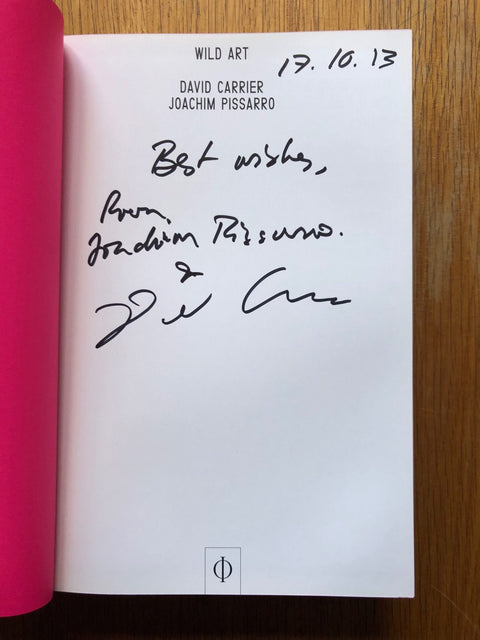 WILD ART
17. 10. 13
DAVID CARRIER
JOACHIM PISSARRO
Best wishes,
From,
Joachim Pissarro.
&